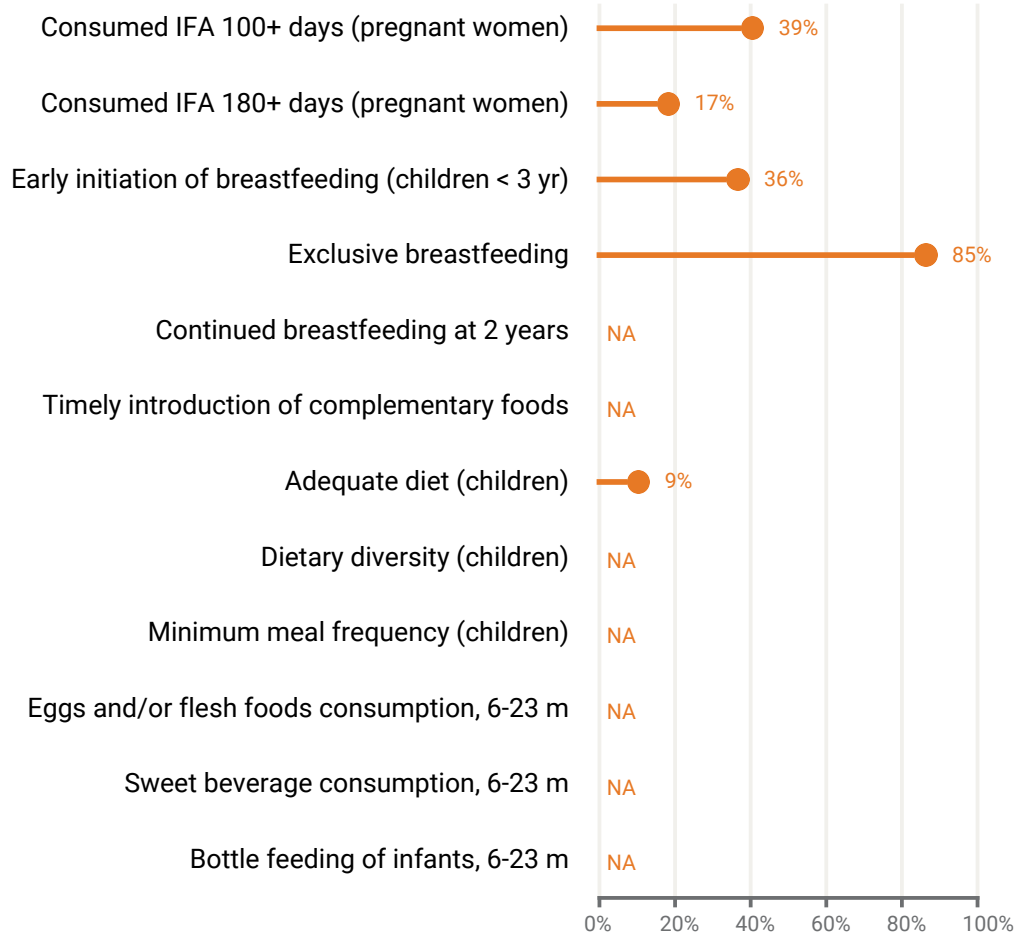 Consumed IFA 100+ days (pregnant women) 39%
Consumed IFA 180+ days (pregnant women) 17%
Early initiation of breastfeeding (children < 3 yr) 36%
Exclusive breastfeeding 85%
Continued breastfeeding at 2 years NA
Timely introduction of complementary foods NA
Adequate diet (children) 9%
Dietary diversity (children) NA
Minimum meal frequency (children) NA
Eggs and/or flesh foods consumption, 6-23 m NA
Sweet beverage consumption, 6-23 m NA
Bottle feeding of infants, 6-23 m NA
0% 20% 40% 60% 80% 100%